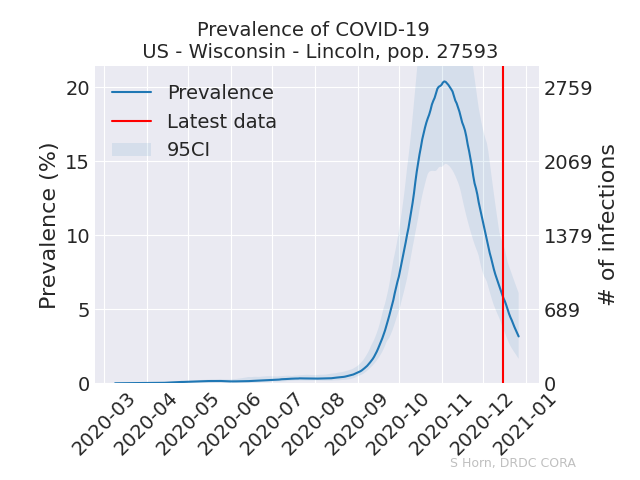 Prevalence of COVID-19
US - Wisconsin - Lincoln, pop. 27593
Prevalence
Latest data
95CI
Prevalence (%)
20
15
10
5
0
2759
2069
1379
689
0
# of infections
2020-03
2020-04
2020-05
2020-06
2020-07
2020-08
2020-09
2020-10
2020-11
2020-12
2021-01
S Horn, DRDC CORA